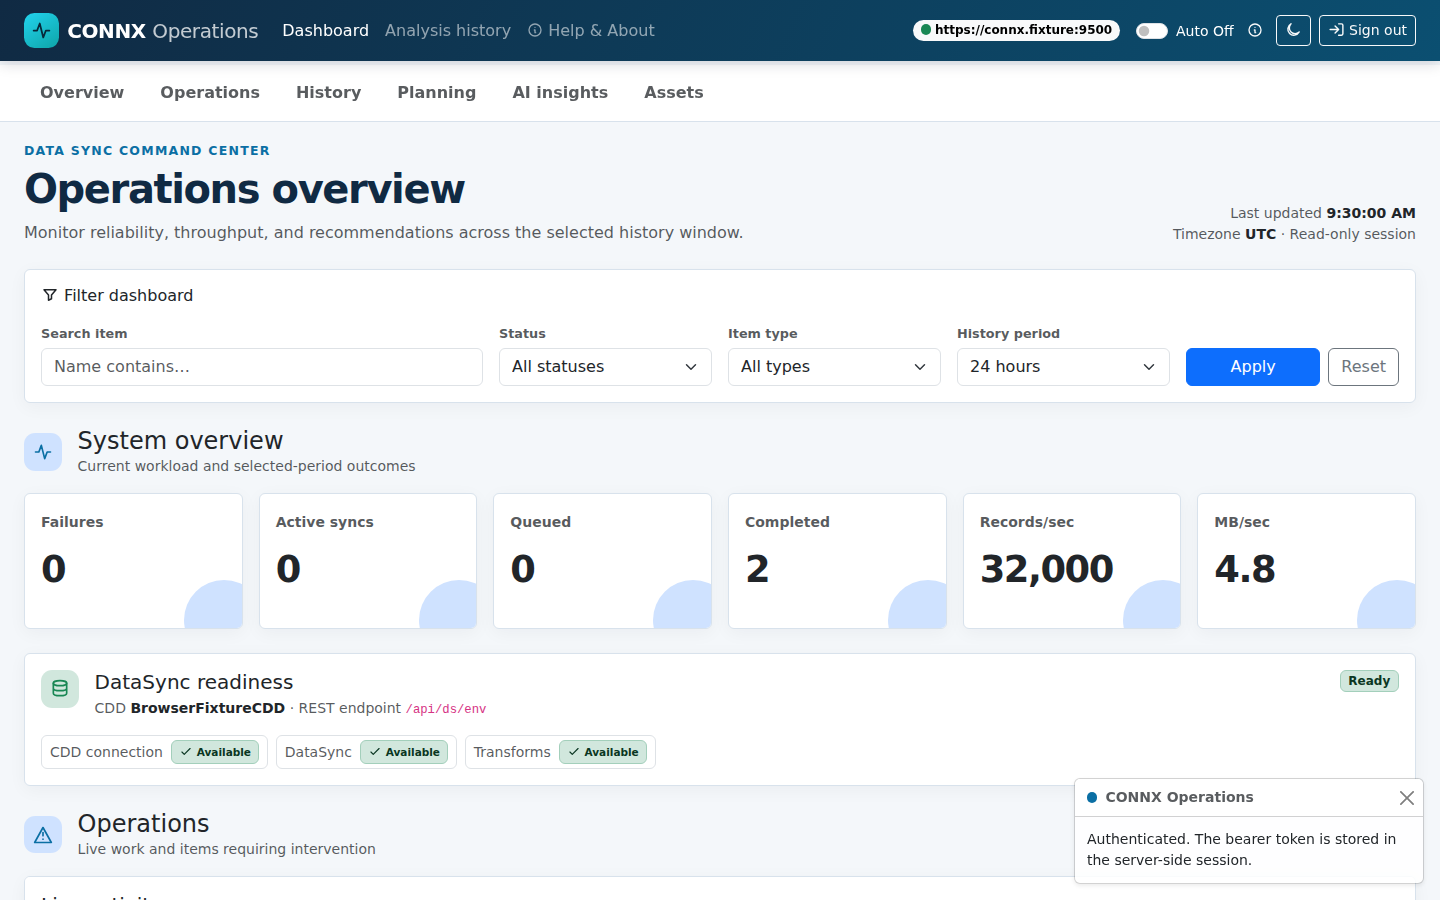 CONNX Operations
Dashboard
Analysis history
Help & About
https://connx.fixture:9500
Auto Off
Sign out
Overview
Operations
History
Planning
AI insights
Assets
DATA SYNC COMMAND CENTER
Operations overview
Monitor reliability, throughput, and recommendations across the selected history window.
Last updated 9:30:00 AM
Timezone UTC · Read-only session
Filter dashboard
Search item
Status
Item type
History period
Name contains...
All statuses
All types
24 hours
Apply
Reset
System overview
Current workload and selected-period outcomes
Failures
0
Active syncs
0
Queued
0
Completed
2
Records/sec
32,000
MB/sec
4.8
DataSync readiness
CDD BrowserFixtureCDD · REST endpoint /api/ds/env
Ready
CDD connection
Available
DataSync
Available
Transforms
Available
Operations
Live work and items requiring intervention
CONNX Operations
Authenticated. The bearer token is stored in
the server-side session.